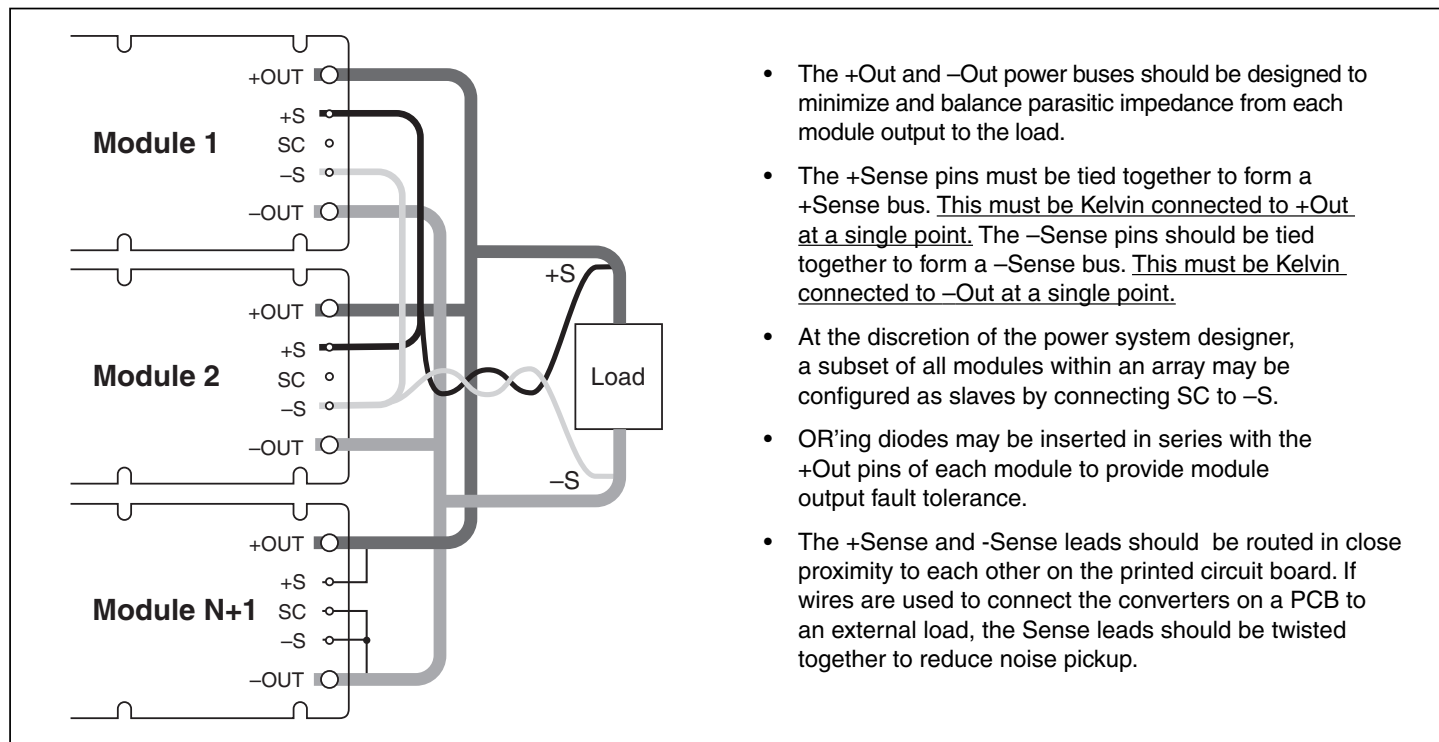 +OUT
+S
Module 1
SC
–S
–OUT
+OUT
+S
Module 2
SC
–S
–OUT
+OUT
+S
Module N+1
SC
–S
–OUT
+S
Load
–S
• The +Out and –Out power buses should be designed to
minimize and balance parasitic impedance from each
module output to the load.
• The +Sense pins must be tied together to form a
+Sense bus. This must be Kelvin connected to +Out
at a single point. The –Sense pins should be tied
together to form a –Sense bus. This must be Kelvin
connected to –Out at a single point.
• At the discretion of the power system designer,
a subset of all modules within an array may be
configured as slaves by connecting SC to –S.
• OR'ing diodes may be inserted in series with the
+Out pins of each module to provide module
output fault tolerance.
• The +Sense and -Sense leads should be routed in close
proximity to each other on the printed circuit board. If
wires are used to connect the converters on a PCB to
an external load, the Sense leads should be twisted
together to reduce noise pickup.